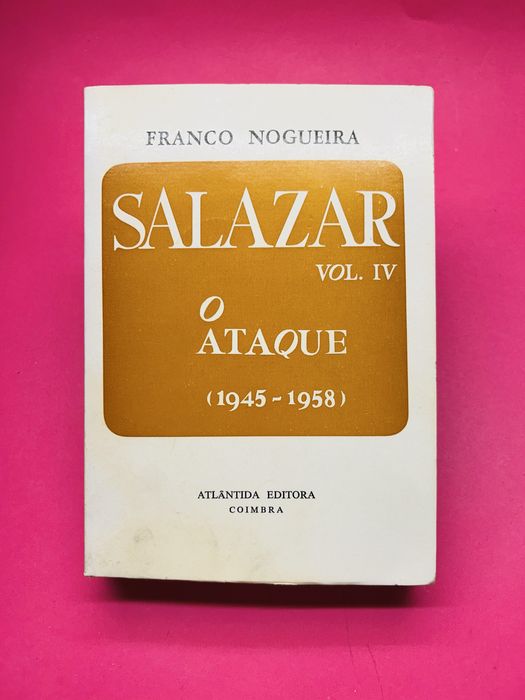 FRANCO NOGUEIRA
SALAZAR
VOL. IV
O
ATAQUE
(1945-1958)
ATLÂNTIDA EDITORA
COIMBRA